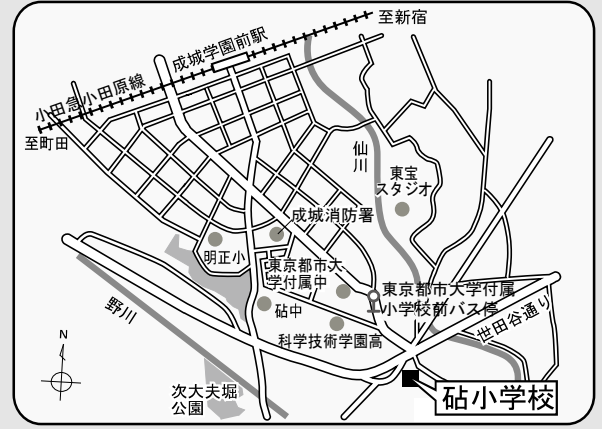 至新宿
成城学園前駅
小田急小田原線
至町田
仙川
東宝
スタジオ
成城消防署
明正小
東京都市大
学付属中
東京都市大学付属
小学校前バス停
砧中
科学技術学園高
世田谷通り
野川
N
次大夫堀
公園
砧小学校